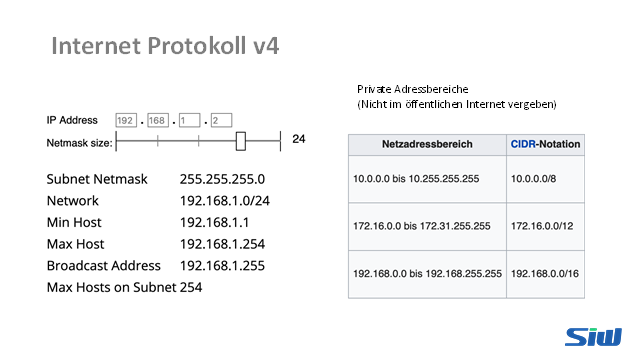 Internet Protokoll v4
IP Address 192 . 168 . 1 . 2
Netmask size: 24
Subnet Netmask 255.255.255.0
Network 192.168.1.0/24
Min Host 192.168.1.1
Max Host 192.168.1.254
Broadcast Address 192.168.1.255
Max Hosts on Subnet 254
Private Adressbereiche
(Nicht im öffentlichen Internet vergeben)
Netzadressbereich CIDR-Notation
10.0.0.0 bis 10.255.255.255 10.0.0.0/8
172.16.0.0 bis 172.31.255.255 172.16.0.0/12
192.168.0.0 bis 192.168.255.255 192.168.0.0/16
SiW